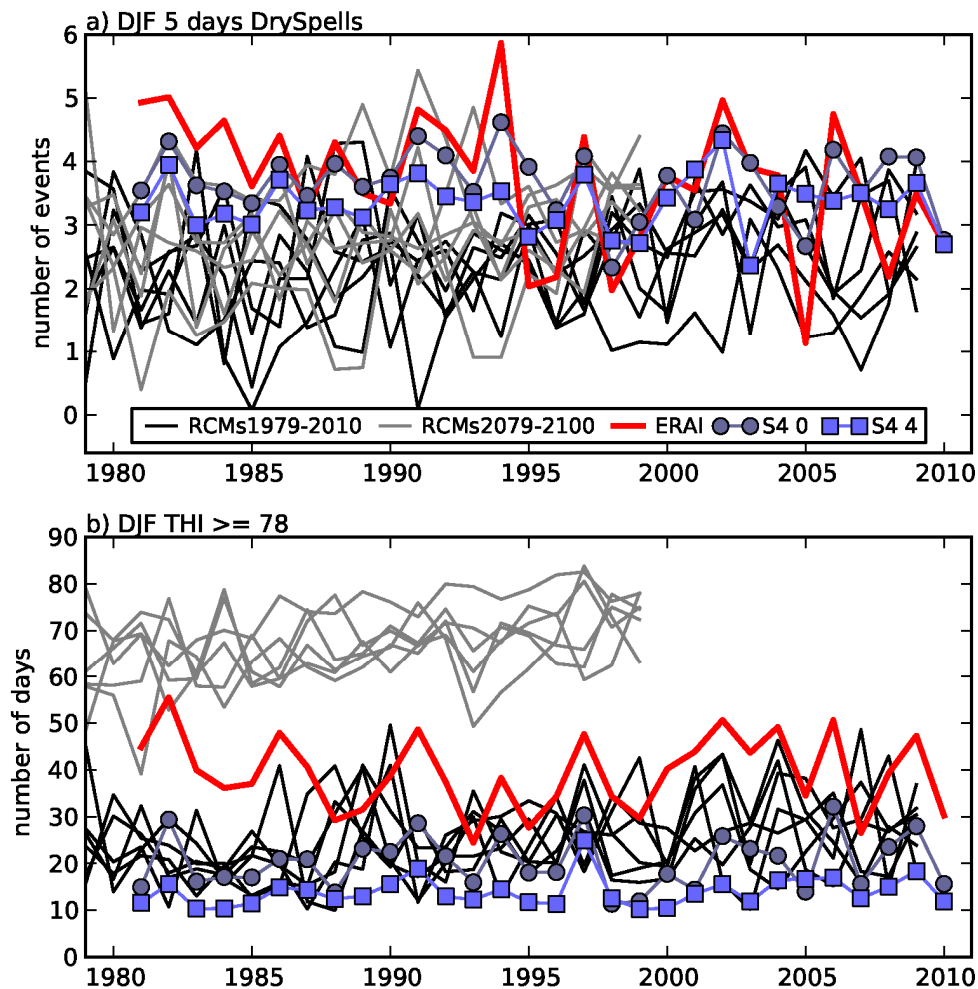 a) DJF 5 days DrySpells
6
5
4
3
2
1
0
number of events
RCMs1979-2010 RCMs2079-2100 ERAI S4 0 S4 4
1980 1985 1990 1995 2000 2005 2010
b) DJF THI >= 78
90
80
70
60
50
40
30
20
10
0
number of days
1980 1985 1990 1995 2000 2005 2010